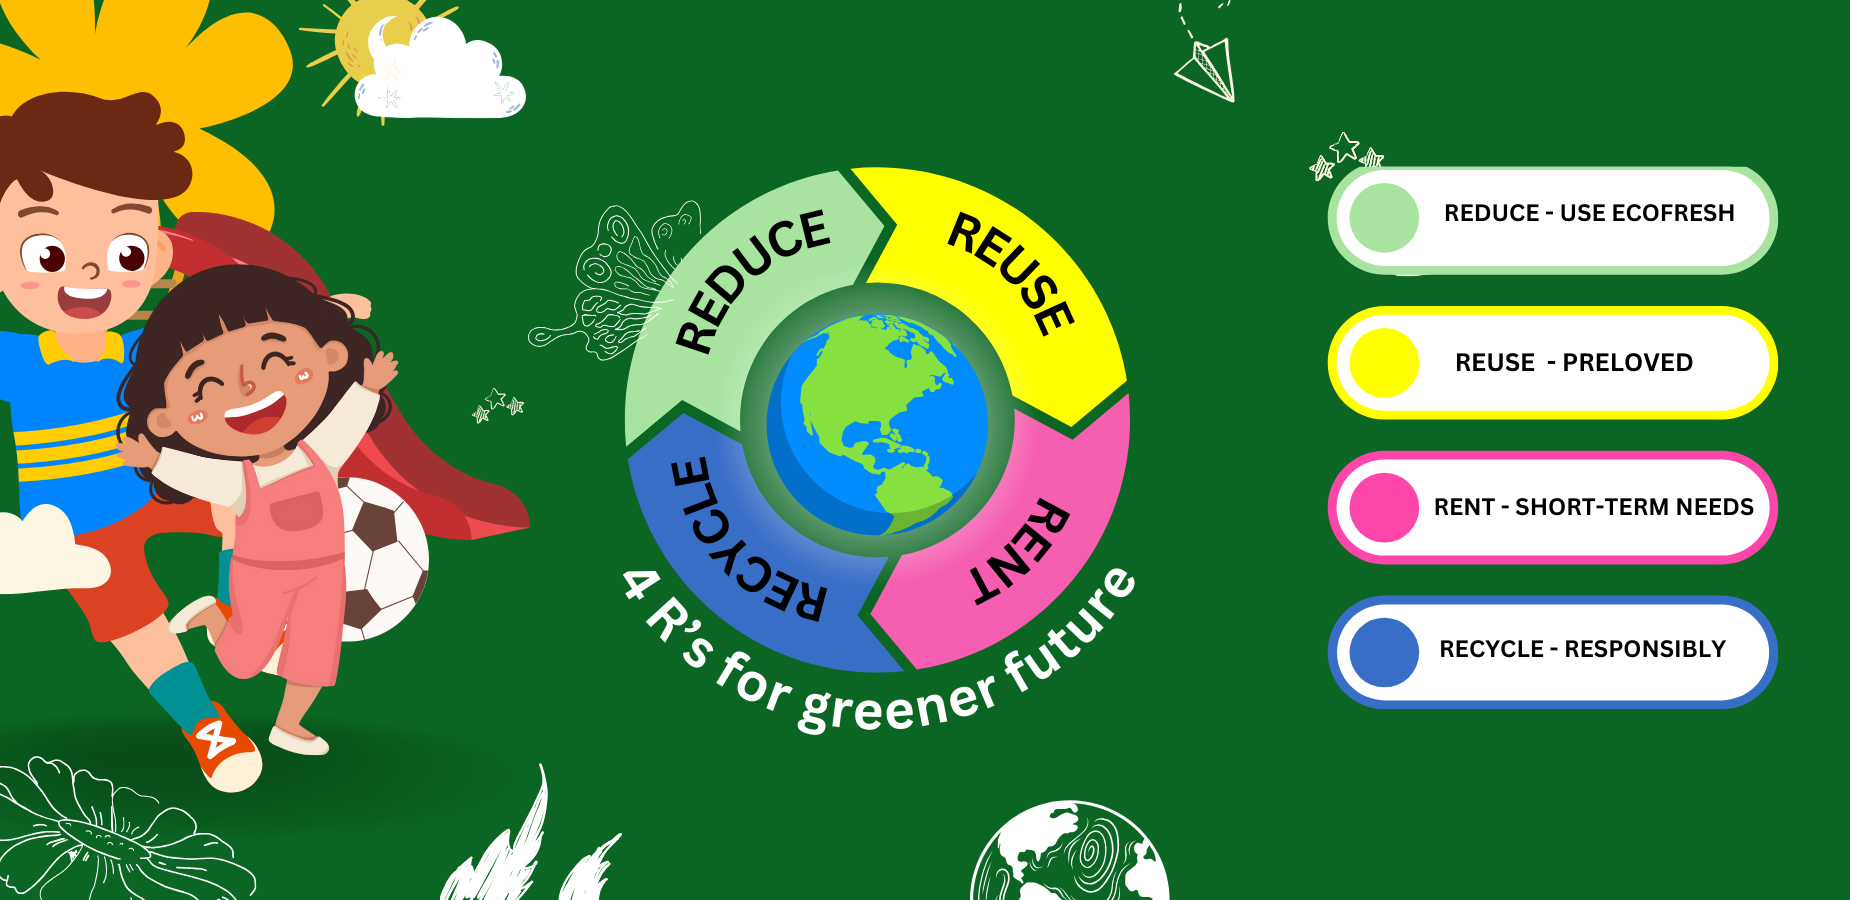 REDUCE
REUSE
RENT
RECYCLE
4 R's for greener future
REDUCE - USE ECOFRESH
REUSE - PRELOVED
RENT - SHORT-TERM NEEDS
RECYCLE - RESPONSIBLY